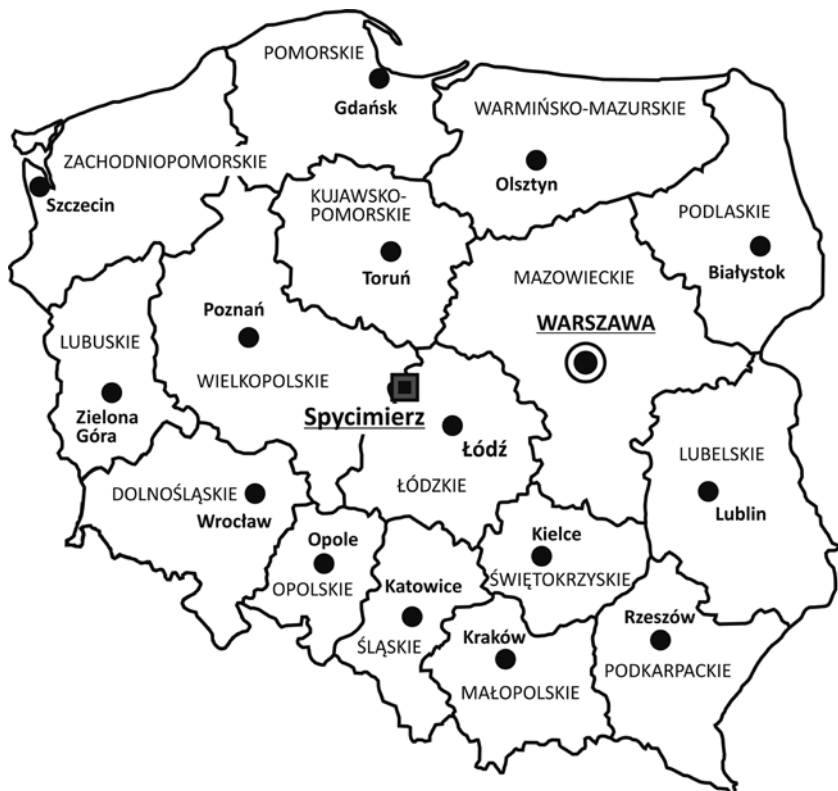 POMORSKIE
Gdańsk
WARMIŃSKO-MAZURSKIE
Olsztyn
ZACHODNIOPOMORSKIE
Szczecin
KUJAWSKO-
POMORSKIE
Toruń
PODLASKIE
Białystok
MAZOWIECKIE
WARSZAWA
Poznań
WIELKOPOLSKIE
LUBUSKIE
Zielona
Góra
Spycimierz
Łódź
ŁÓDZKIE
LUBELSKIE
Lublin
DOLNOŚLĄSKIE
Wrocław
Opole
OPOLSKIE
Katowice
ŚLĄSKIE
Kielce
ŚWIĘTOKRZYSKIE
Kraków
MAŁOPOLSKIE
Rzeszów
PODKARPACKIE